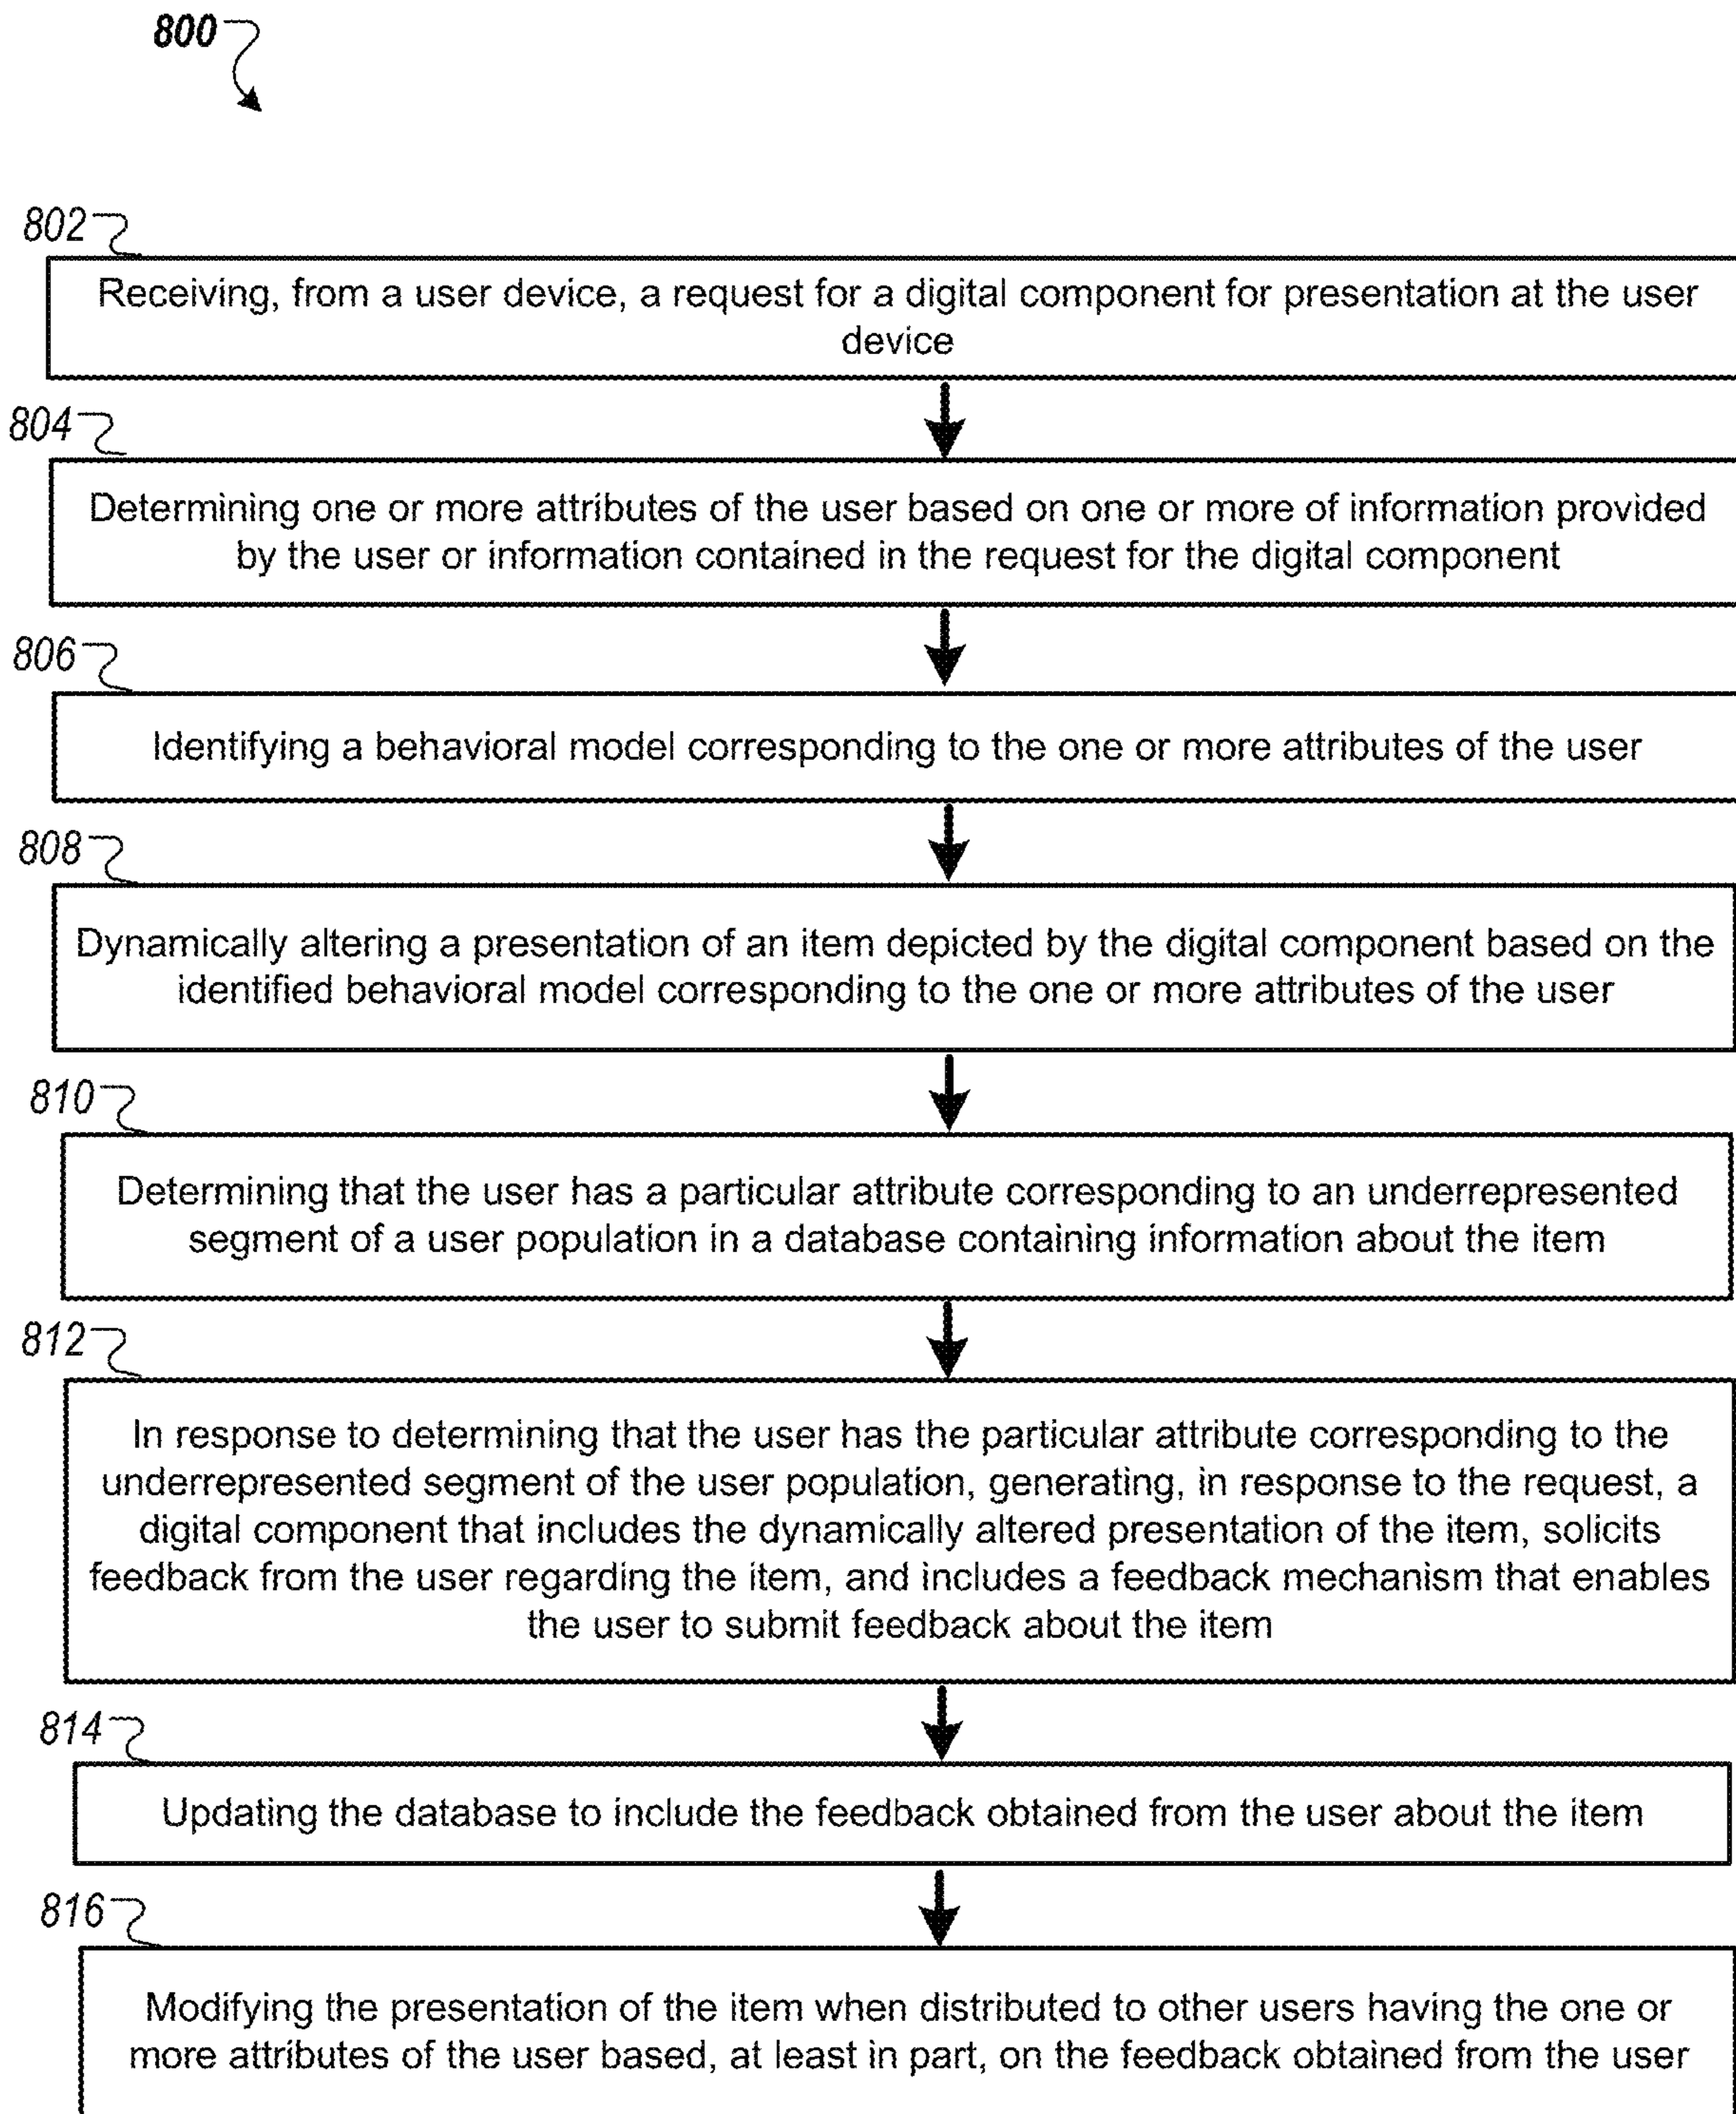 800
802
Receiving, from a user device, a request for a digital component for presentation at the user
device
804
Determining one or more attributes of the user based on one or more of information provided
by the user or information contained in the request for the digital component
806
Identifying a behavioral model corresponding to the one or more attributes of the user
808
Dynamically altering a presentation of an item depicted by the digital component based on the
identified behavioral model corresponding to the one or more attributes of the user
810
Determining that the user has a particular attribute corresponding to an underrepresented
segment of a user population in a database containing information about the item
812
In response to determining that the user has the particular attribute corresponding to the
underrepresented segment of the user population, generating, in response to the request, a
digital component that includes the dynamically altered presentation of the item, solicits
feedback from the user regarding the item, and includes a feedback mechanism that enables
the user to submit feedback about the item
814
Updating the database to include the feedback obtained from the user about the item
816
Modifying the presentation of the item when distributed to other users having the one or
more attributes of the user based, at least in part, on the feedback obtained from the user